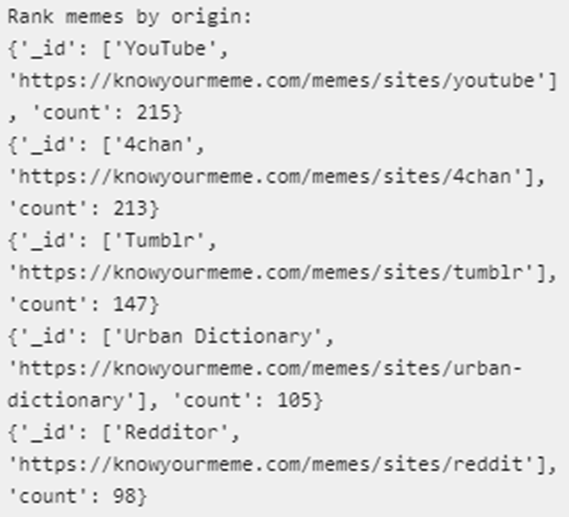 Rank memes by origin:
{'_id': ['YouTube',
'https://knowyourmeme.com/memes/sites/youtube']
, 'count': 215}
{'_id': ['4chan',
'https://knowyourmeme.com/memes/sites/4chan'],
'count': 213}
{'_id': ['Tumblr',
'https://knowyourmeme.com/memes/sites/tumblr'],
'count': 147}
{'_id': ['Urban Dictionary',
'https://knowyourmeme.com/memes/sites/urban-
dictionary'], 'count': 105}
{'_id': ['Redditor',
'https://knowyourmeme.com/memes/sites/reddit'],
'count': 98}